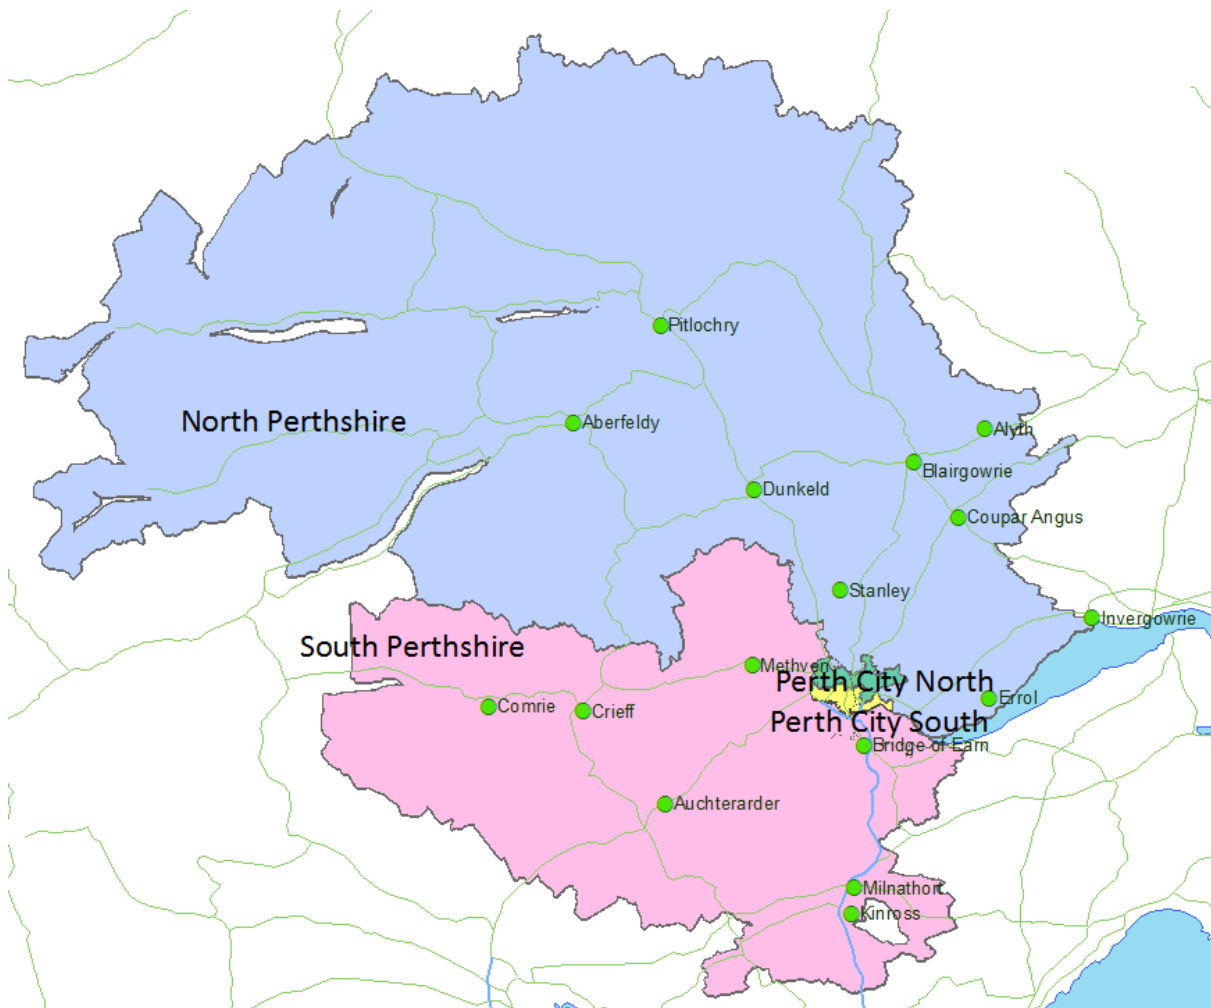 Pitlochry
North Perthshire
Aberfeldy
Alyth
Blairgowrie
Dunkeld
Coupar Angus
Stanley
Invergowrie
South Perthshire
Methven
Perth City North
Errol
Comrie
Crieff
Perth City South
Bridge of Earn
Auchterarder
Milnathort
Kinross